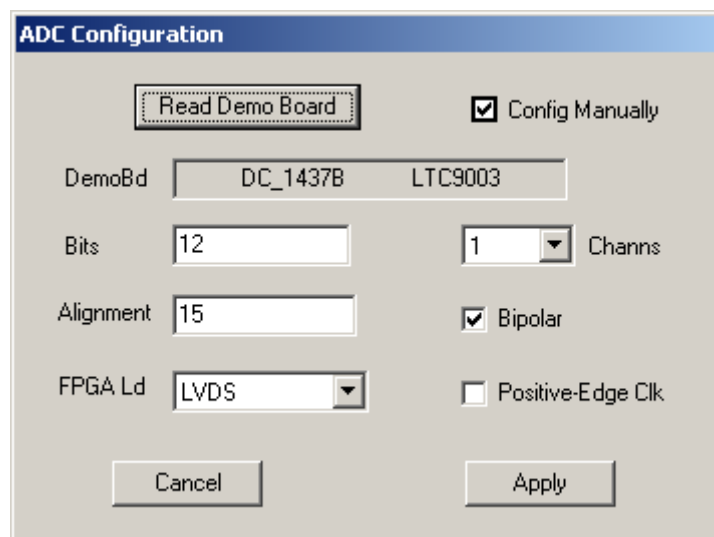 ADC Configuration
Read Demo Board Config Manually
DemoBd DC_1437B LTC9003
Bits 12 1 Channs
Alignment 15 Bipolar
FPGA Ld LVDS Positive-Edge Clk
Cancel Apply